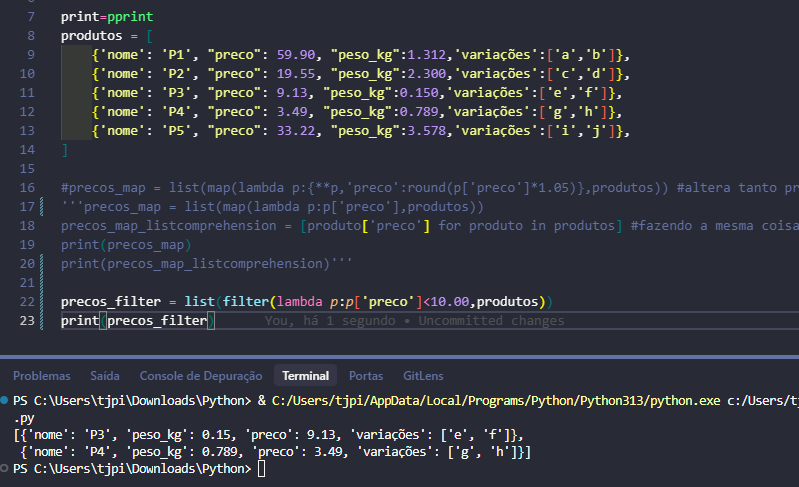 7 print=pprint
8 produtos = [
9 {'nome': 'P1', "preco": 59.90, "peso_kg":1.312,'variações':['a','b']},
10 {'nome': 'P2', "preco": 19.55, "peso_kg":2.300,'variações':['c','d']},
11 {'nome': 'P3', "preco": 9.13, "peso_kg":0.150,'variações':['e','f']},
12 {'nome': 'P4', "preco": 3.49, "peso_kg":0.789,'variações':['g','h']},
13 {'nome': 'P5', "preco": 33.22, "peso_kg":3.578,'variações':['i','j']},
14 ]
15
16 #precos_map = list(map(lambda p:{**p,'preco':round(p['preco']*1.05)},produtos)) #altera tanto pr
17 '''precos_map = list(map(lambda p:p['preco'],produtos))
18 precos_map_listcomprehension = [produto['preco'] for produto in produtos] #fazendo a mesma coisa
19 print(precos_map)
20 print(precos_map_listcomprehension)'''
21
22 precos_filter = list(filter(lambda p:p['preco']<10.00,produtos))
23 print(precos_filter) You, há 1 segundo • Uncommitted changes
Problemas Saída Console de Depuração Terminal Portas GitLens
PS C:\Users\tjpi\Downloads\Python> & C:/Users/tjpi/AppData/Local/Programs/Python/Python313/python.exe c:/Users/tj
.py
[{'nome': 'P3', 'peso_kg': 0.15, 'preco': 9.13, 'variações': ['e', 'f']},
{'nome': 'P4', 'peso_kg': 0.789, 'preco': 3.49, 'variações': ['g', 'h']}]
PS C:\Users\tjpi\Downloads\Python>